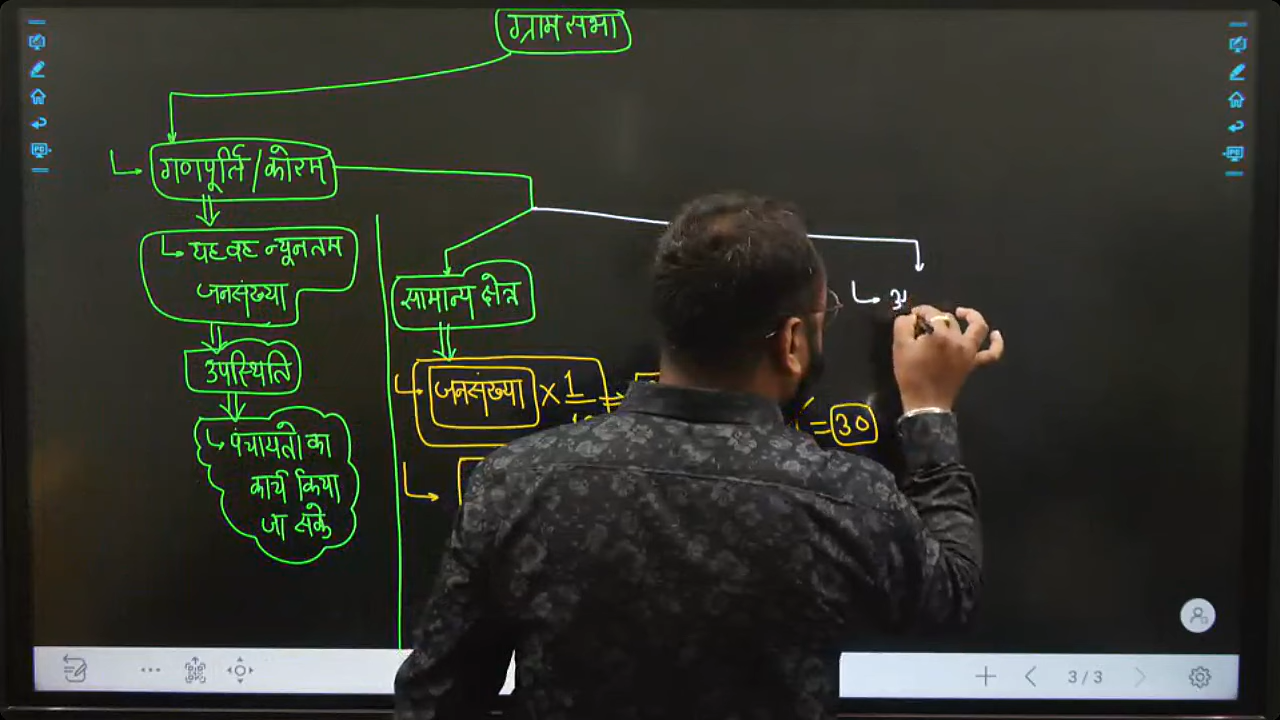 ग्राम सभा
गणपूर्ति / कोरम
यह वह न्यूनतम
जनसंख्या
उपस्थिति
पंचायतो का
कार्य किया
जा सके
सामान्य क्षेत्र
जनसंख्या × 1
= 30
3 / 3